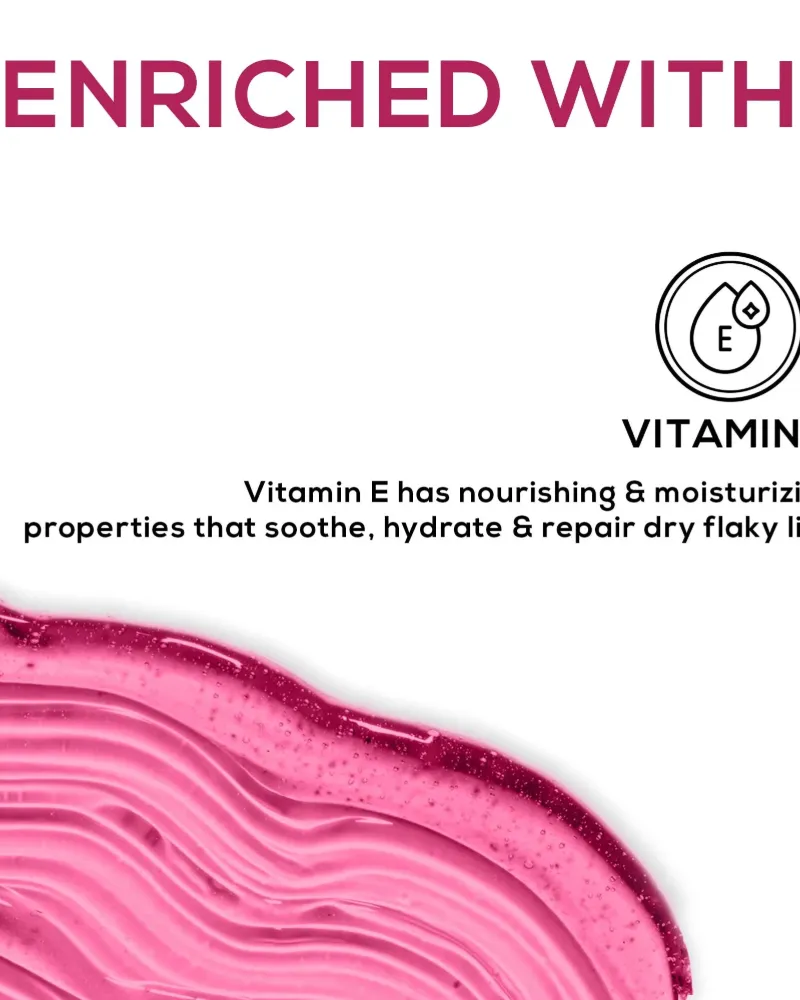 ENRICHED WITH
E
VITAMIN
Vitamin E has nourishing & moisturizi
properties that soothe, hydrate & repair dry flaky li